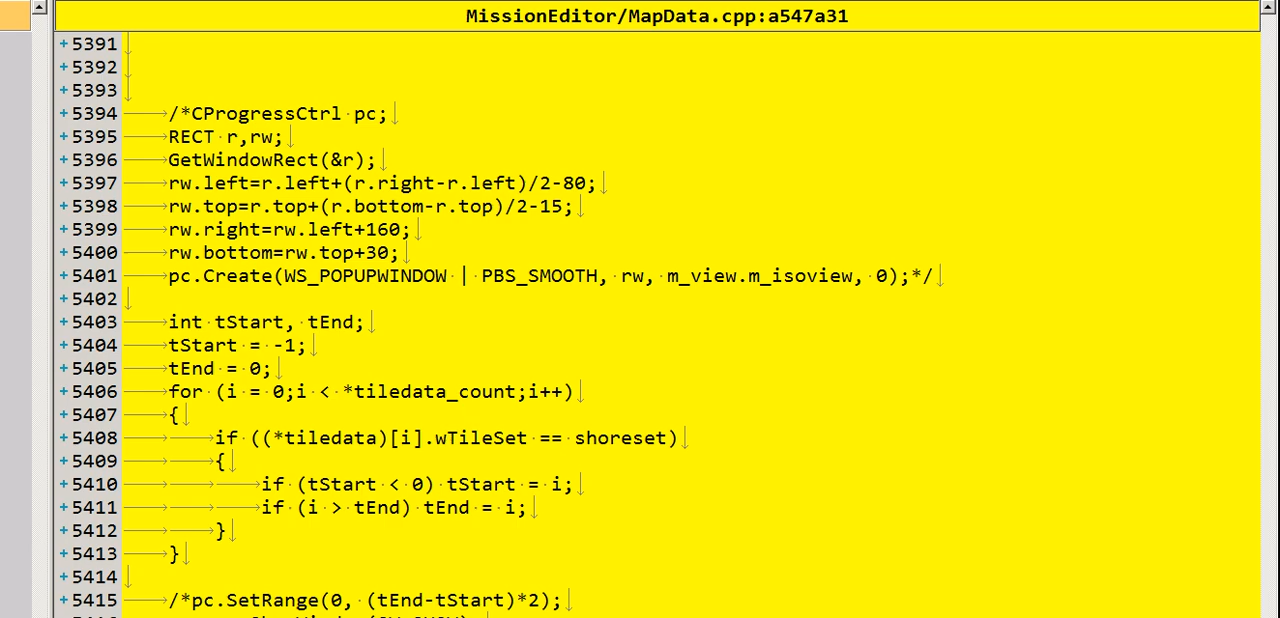 MissionEditor/MapData.cpp:a547a31
+5391
+5392
+5393
+5394 /*CProgressCtrl pc;
+5395 RECT r,rw;
+5396 GetWindowRect(&r);
+5397 rw.left=r.left+(r.right-r.left)/2-80;
+5398 rw.top=r.top+(r.bottom-r.top)/2-15;
+5399 rw.right=rw.left+160;
+5400 rw.bottom=rw.top+30;
+5401 pc.Create(WS_POPUPWINDOW | PBS_SMOOTH, rw, m_view.m_isoview, 0);*/
+5402
+5403 int tStart, tEnd;
+5404 tStart = -1;
+5405 tEnd = 0;
+5406 for (i = 0;i < *tiledata_count;i++)
+5407 {
+5408 if ((*tiledata)[i].wTileSet == shoreset)
+5409 {
+5410 if (tStart < 0) tStart = i;
+5411 if (i > tEnd) tEnd = i;
+5412 }
+5413 }
+5414
+5415 /*pc.SetRange(0, (tEnd-tStart)*2);